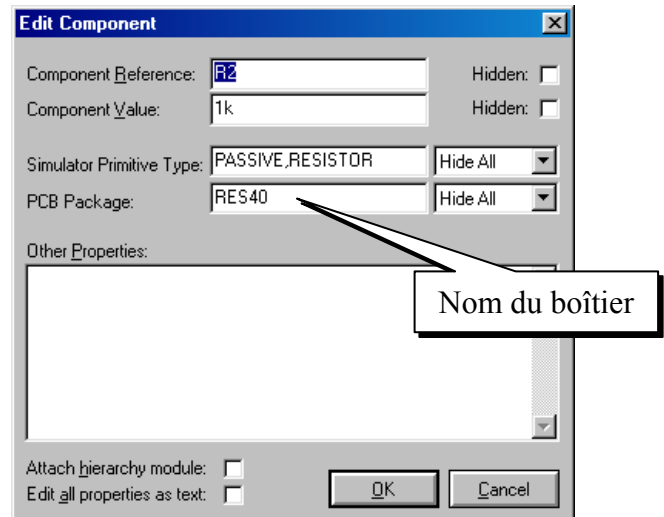 Edit Component
Component Reference: R2 Hidden:
Component Value: 1k Hidden:
Simulator Primitive Type: PASSIVE,RESISTOR Hide All
PCB Package: RES40 Hide All
Other Properties:
Nom du boîtier
Attach hierarchy module:
Edit all properties as text:
OK Cancel